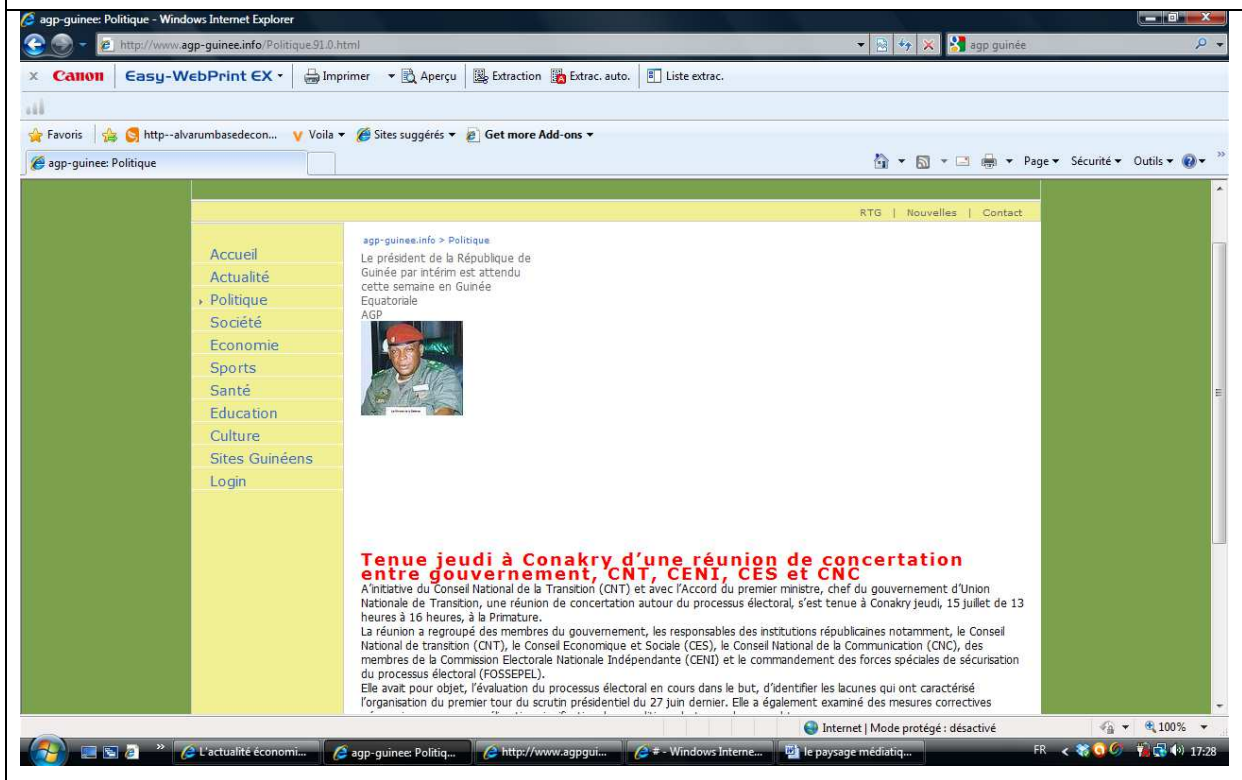 agp-guinee: Politique - Windows Internet Explorer
http://www.agp-guinee.info/Politique.91.0.html
agp guinée
x Canon Easy-WebPrint EX Imprimer Aperçu Extraction Extrac. auto. Liste extrac.
Favoris http--alvarumbasedecon... Voila Sites suggérés Get more Add-ons
agp-guinee: Politique
Page Sécurité Outils
RTG | Nouvelles | Contact
Accueil
Actualité
Politique
Société
Economie
Sports
Santé
Education
Culture
Sites Guinéens
Login
agp-guinee.info > Politique
Le président de la République de
Guinée par intérim est attendu
cette semaine en Guinée
Equatoriale
AGP
Tenue jeudi à Conakry d'une réunion de concertation
entre gouvernement, CNT, CENI, CES et CNC
A'initiative du Conseil National de la Transition (CNT) et avec l'Accord du premier ministre, chef du gouvernement d'Union
Nationale de Transition, une réunion de concertation autour du processus électoral, s'est tenue à Conakry jeudi, 15 juillet de 13
heures à 16 heures, à la Primature.
La réunion a regroupé des membres du gouvernement, les responsables des institutions républicaines notamment, le Conseil
National de transition (CNT), le Conseil Economique et Sociale (CES), le Conseil National de la Communication (CNC), des
membres de la Commission Electorale Nationale Indépendante (CENI) et le commandement des forces spéciales de sécurisation
du processus électoral (FOSSEPEL).
Elle avait pour objet, l'évaluation du processus électoral en cours dans le but, d'identifier les lacunes qui ont caractérisé
l'organisation du premier tour du scrutin présidentiel du 27 juin dernier. Elle a également examiné des mesures correctives
Internet | Mode protégé : désactivé
100%
L'actualité économi...
agp-guinee: Politiq...
http://www.agpgui...
# - Windows Interne...
le paysage médiatiq...
FR
17:28